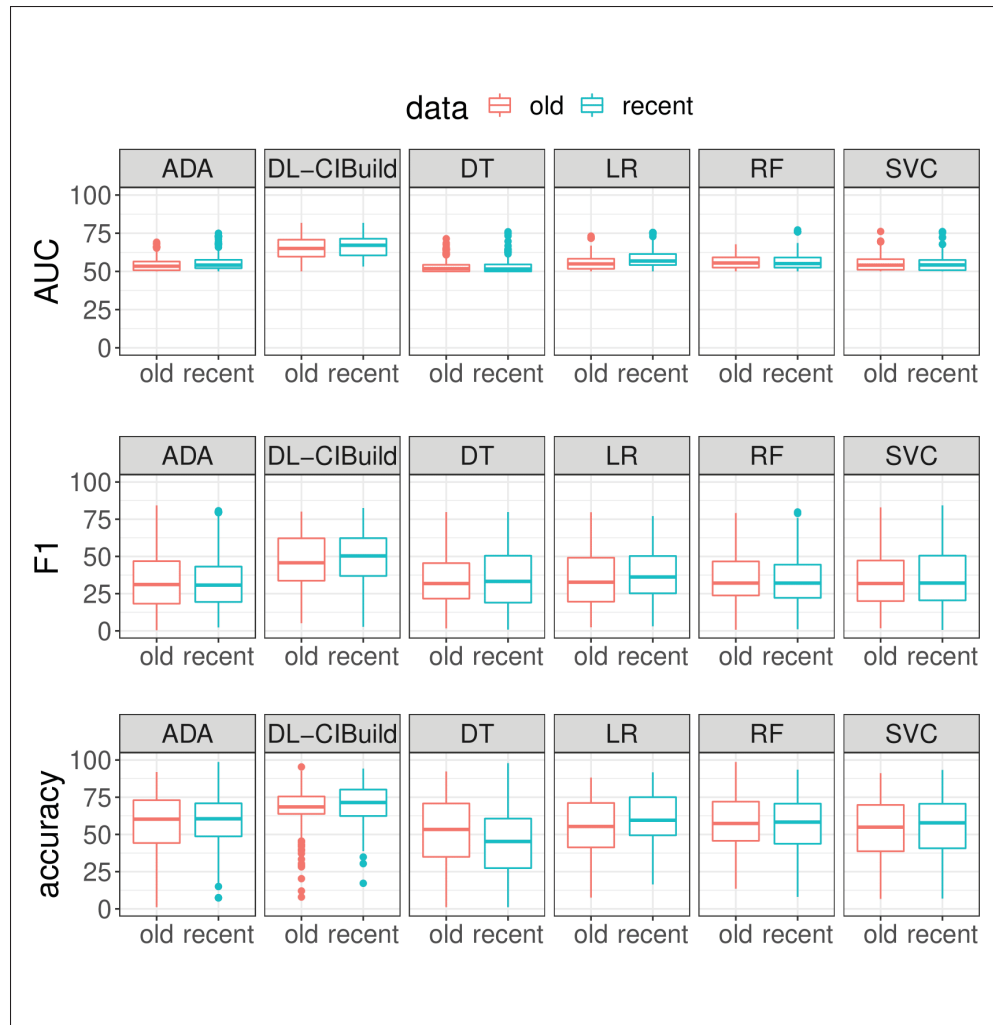 data old recent
ADA DL−CIBuild DT LR RF SVC
AUC
100
75
50
25
0
old recent old recent old recent old recent old recent old recent
ADA DL−CIBuild DT LR RF SVC
F1
100
75
50
25
0
old recent old recent old recent old recent old recent old recent
ADA DL−CIBuild DT LR RF SVC
accuracy
100
75
50
25
0
old recent old recent old recent old recent old recent old recent